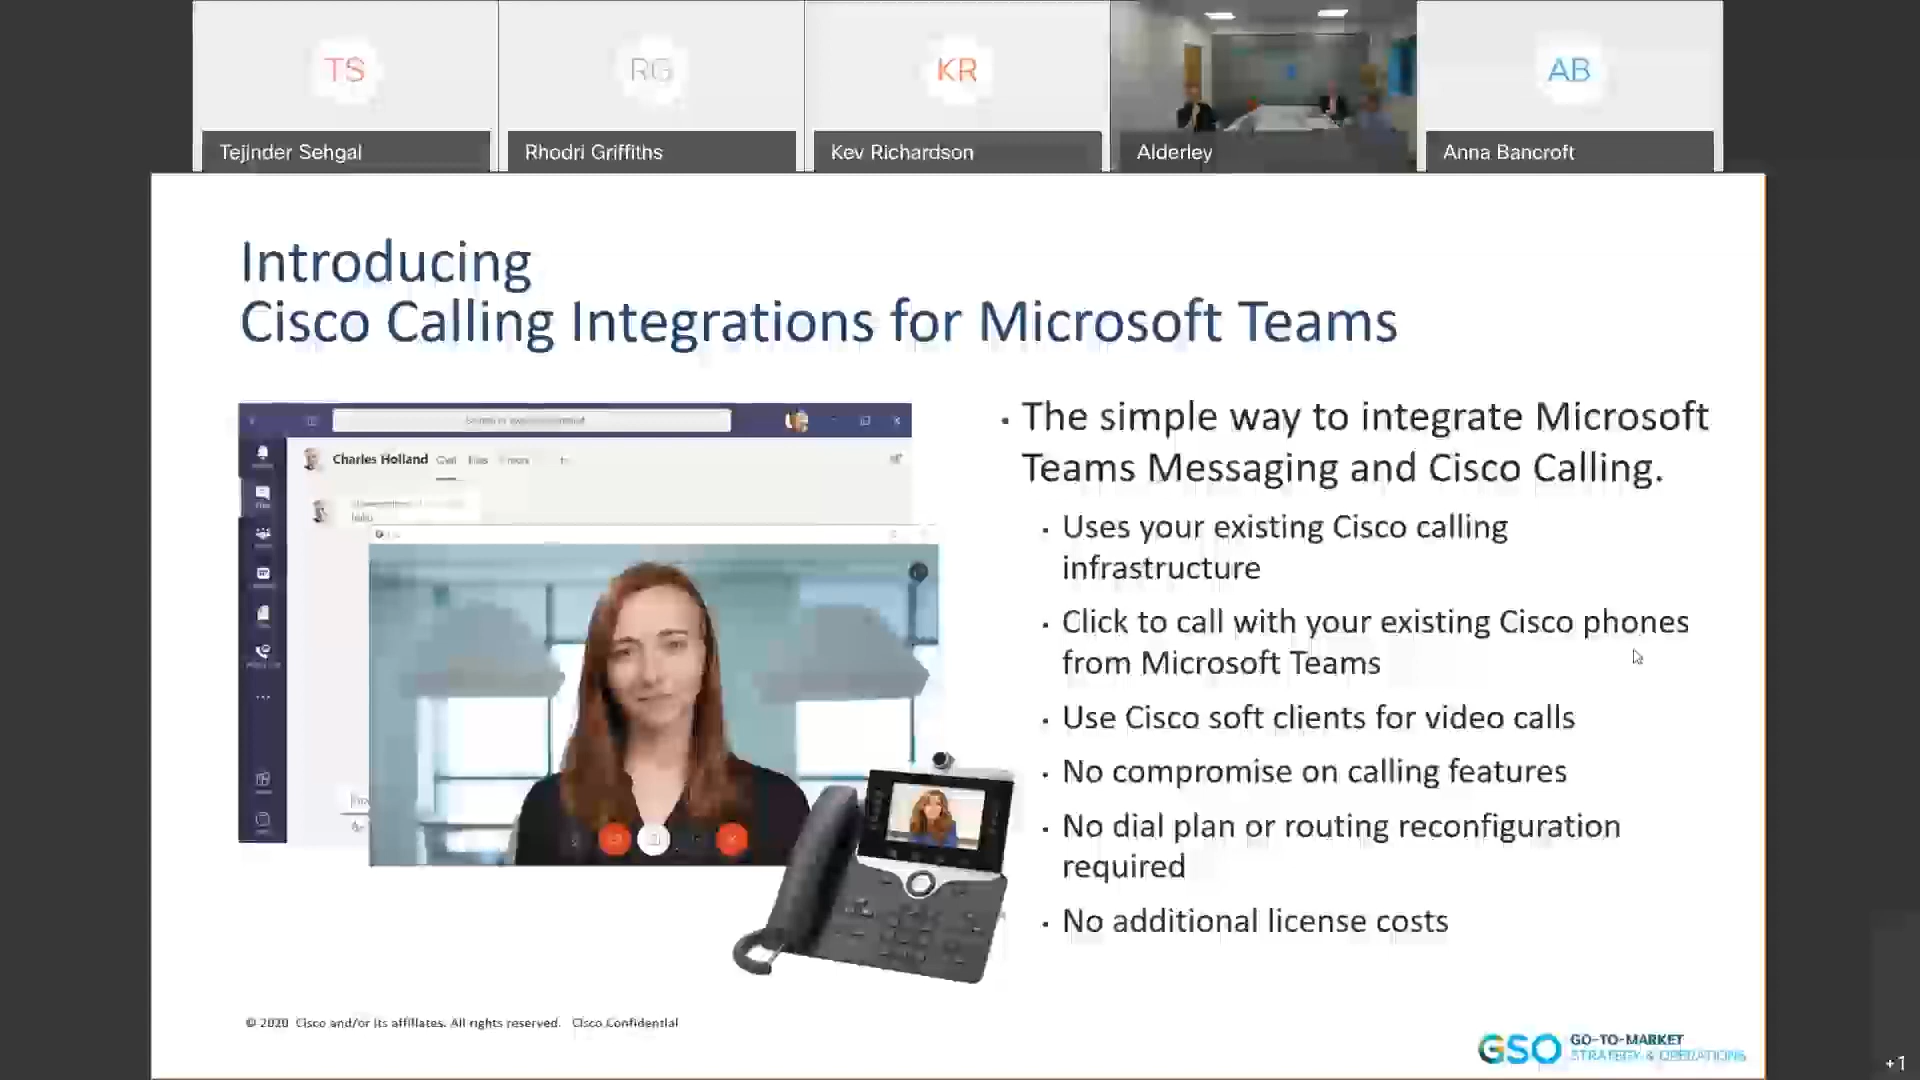 TS
RG
KR
AB
Tejinder Sehgal
Rhodri Griffiths
Kev Richardson
Alderley
Anna Bancroft
Introducing
Cisco Calling Integrations for Microsoft Teams
Charles Holland
Chat
Files
The simple way to integrate Microsoft
Teams Messaging and Cisco Calling.
Uses your existing Cisco calling
infrastructure
Click to call with your existing Cisco phones
from Microsoft Teams
Use Cisco soft clients for video calls
No compromise on calling features
No dial plan or routing reconfiguration
required
No additional license costs
© 2020 Cisco and/or its affiliates. All rights reserved. Cisco Confidential
GSO
GO-TO-MARKET
STRATEGY & OPERATIONS
+1